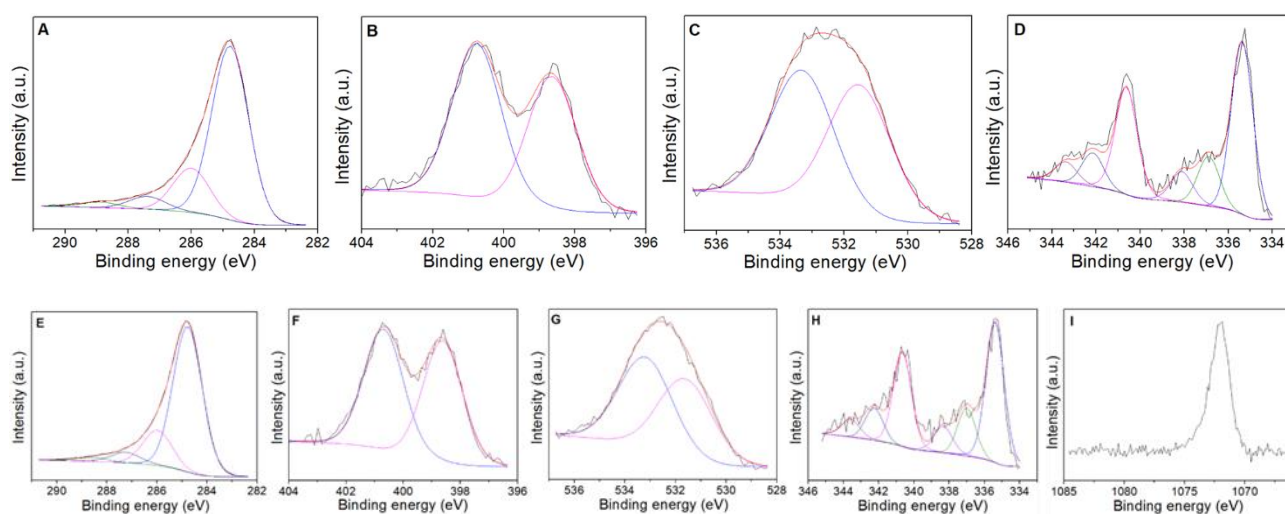 A
Intensity (a.u.)
290 288 286 284 282
Binding energy (eV)
B
Intensity (a.u.)
404 402 400 398 396
Binding energy (eV)
C
Intensity (a.u.)
536 534 532 530 528
Binding energy (eV)
D
Intensity (a.u.)
346 344 342 340 338 336 334
Binding energy (eV)
E
Intensity (a.u.)
290 288 286 284 282
Binding energy (eV)
F
Intensity (a.u.)
404 402 400 398 396
Binding energy (eV)
G
Intensity (a.u.)
536 534 532 530 528
Binding energy (eV)
H
Intensity (a.u.)
346 344 342 340 338 336 334
Binding energy (eV)
I
Intensity (a.u.)
1085 1080 1075 1070
Binding energy (eV)